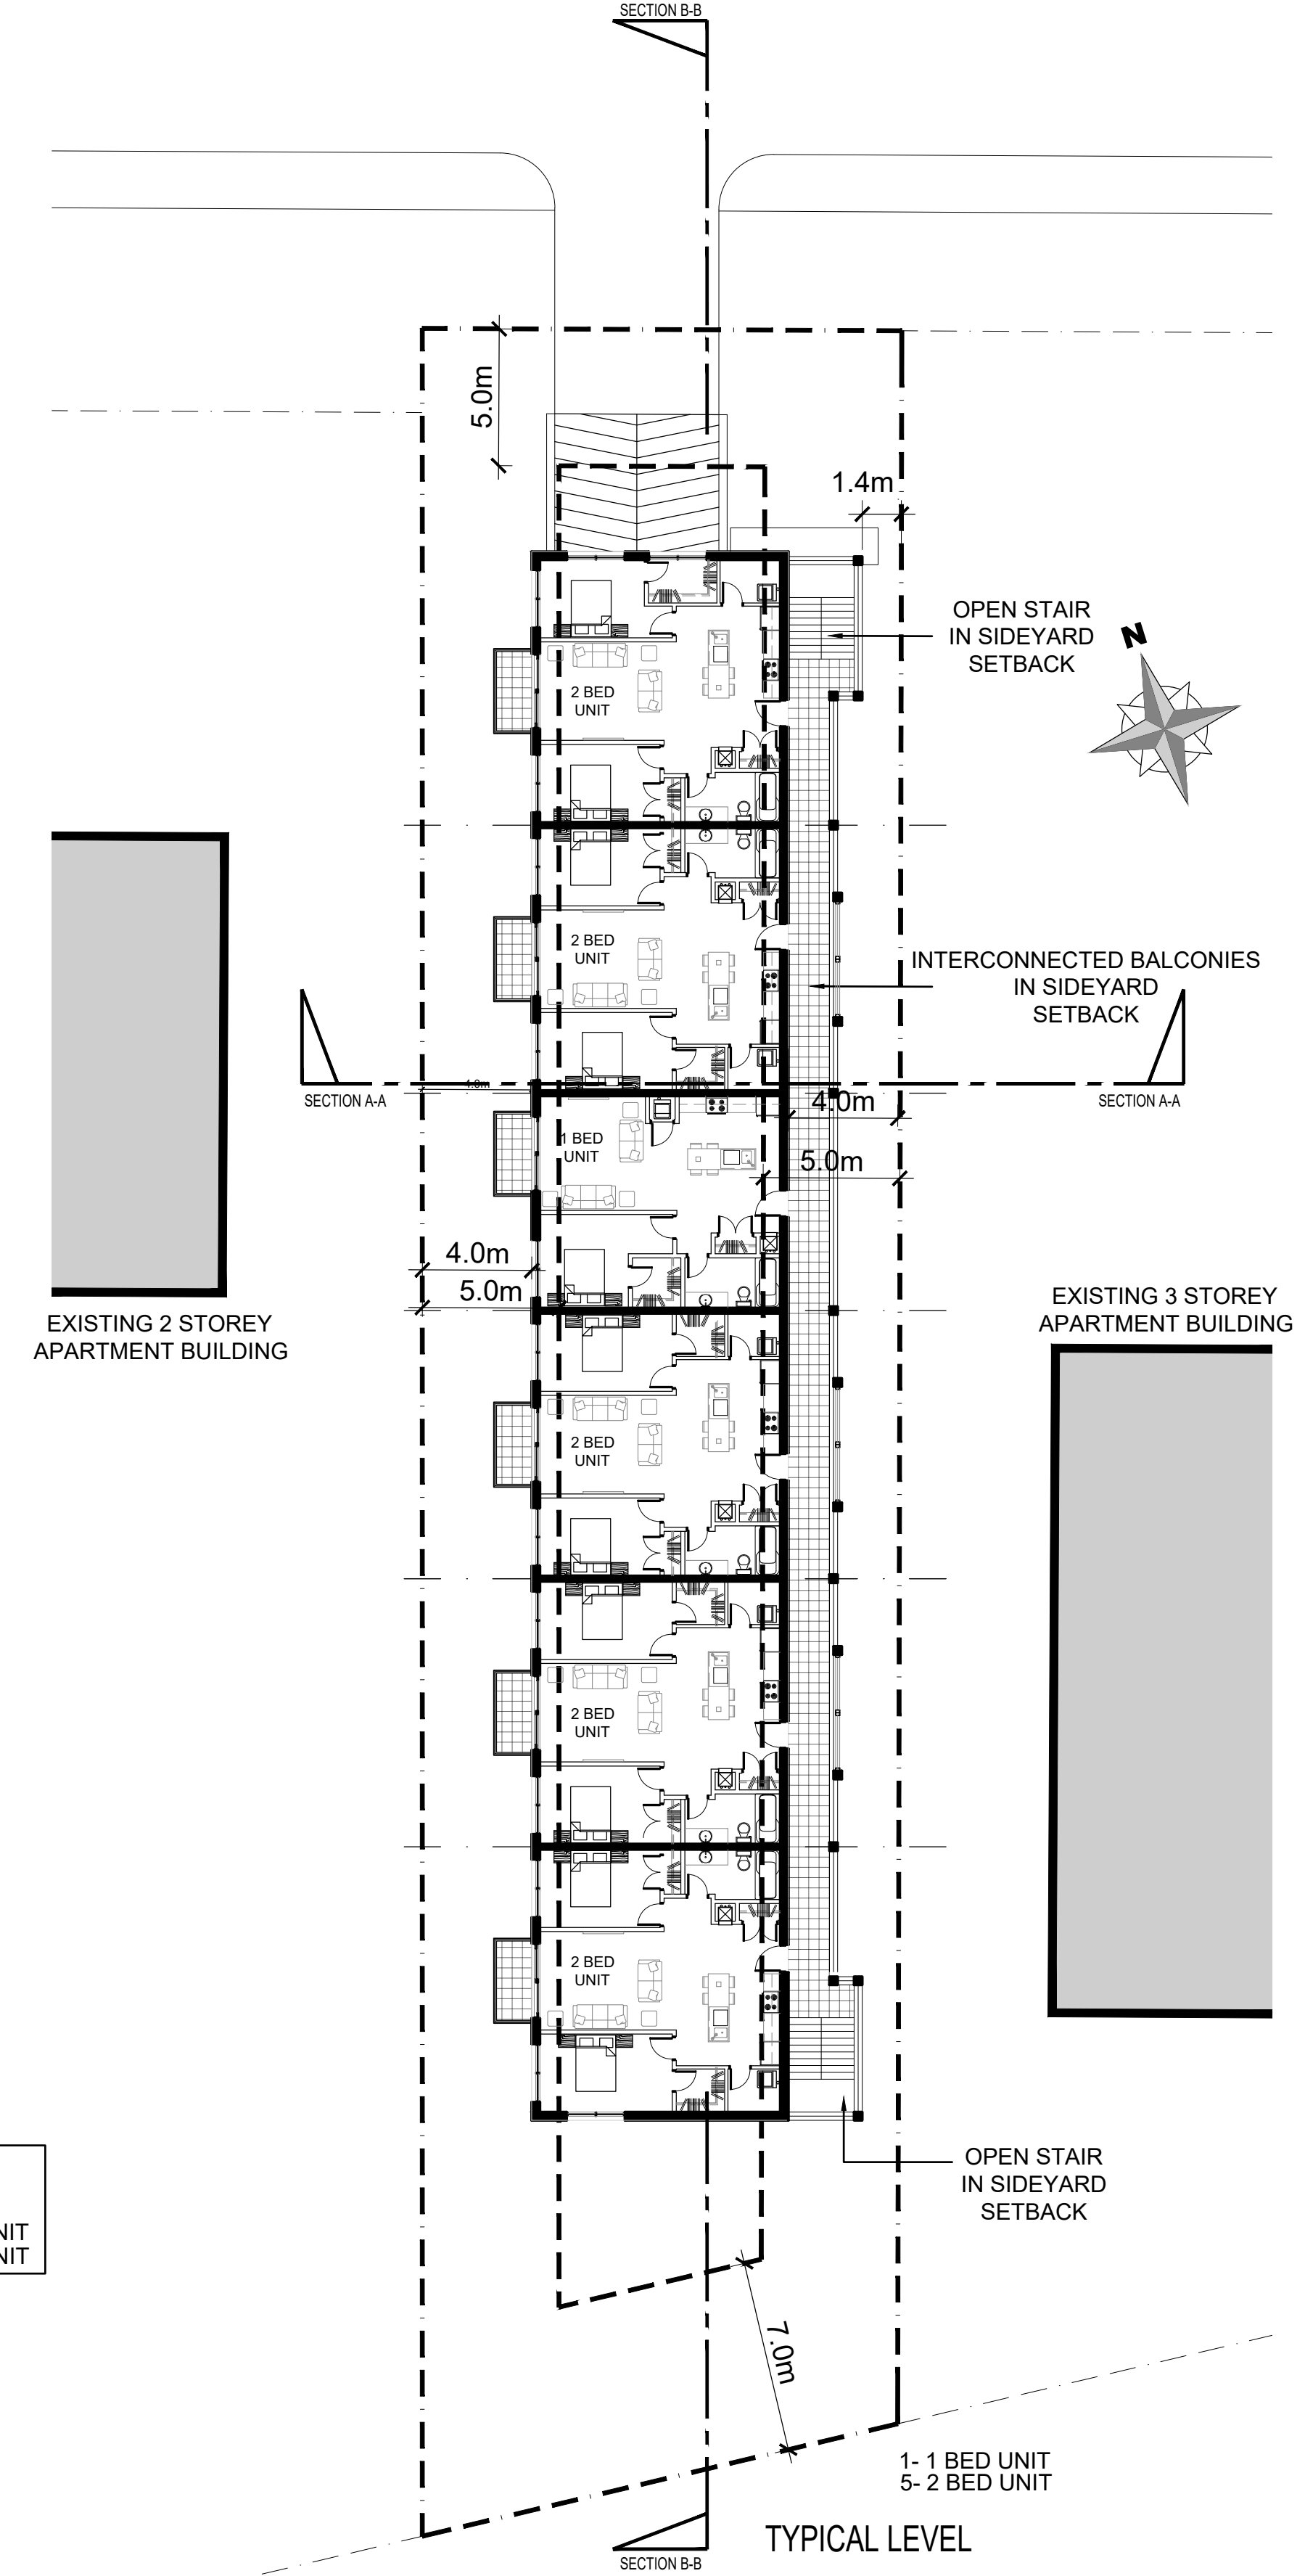 SECTION B-B
5.0m
1.4m
OPEN STAIR
IN SIDEYARD
SETBACK
N
2 BED
UNIT
2 BED
UNIT
INTERCONNECTED BALCONIES
IN SIDEYARD
SETBACK
4.0m
SECTION A-A
SECTION A-A
4.0m
1 BED
UNIT
5.0m
4.0m
5.0m
EXISTING 2 STOREY
APARTMENT BUILDING
EXISTING 3 STOREY
APARTMENT BUILDING
2 BED
UNIT
2 BED
UNIT
2 BED
UNIT
OPEN STAIR
IN SIDEYARD
SETBACK
NIT
NIT
7.0m
1- 1 BED UNIT
5- 2 BED UNIT
TYPICAL LEVEL
SECTION B-B